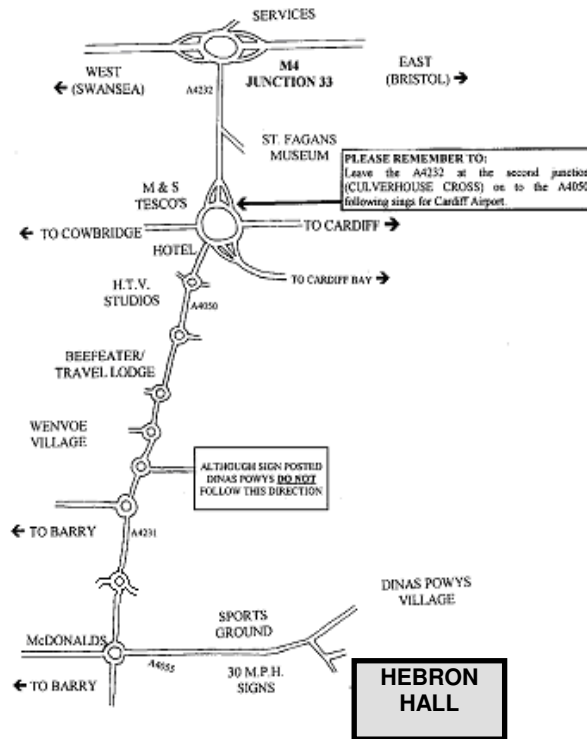 SERVICES
WEST
(SWANSEA)
M4
JUNCTION 33
EAST
(BRISTOL)
A4232
ST. FAGANS
MUSEUM
PLEASE REMEMBER TO:
Leave the A4232 at the second junction
(CULVERHOUSE CROSS) on to the A4050
following sings for Cardiff Airport.
M & S
TESCO'S
TO COWBRIDGE
TO CARDIFF
HOTEL
TO CARDIFF BAY
H.T.V.
STUDIOS
A4050
BEEFEATER/
TRAVEL LODGE
WENVOE
VILLAGE
ALTHOUGH SIGN POSTED
DINAS POWYS DO NOT
FOLLOW THIS DIRECTION
TO BARRY
A4231
DINAS POWYS
VILLAGE
SPORTS
GROUND
McDONALDS
A4055
30 M.P.H.
SIGNS
TO BARRY
HEBRON
HALL